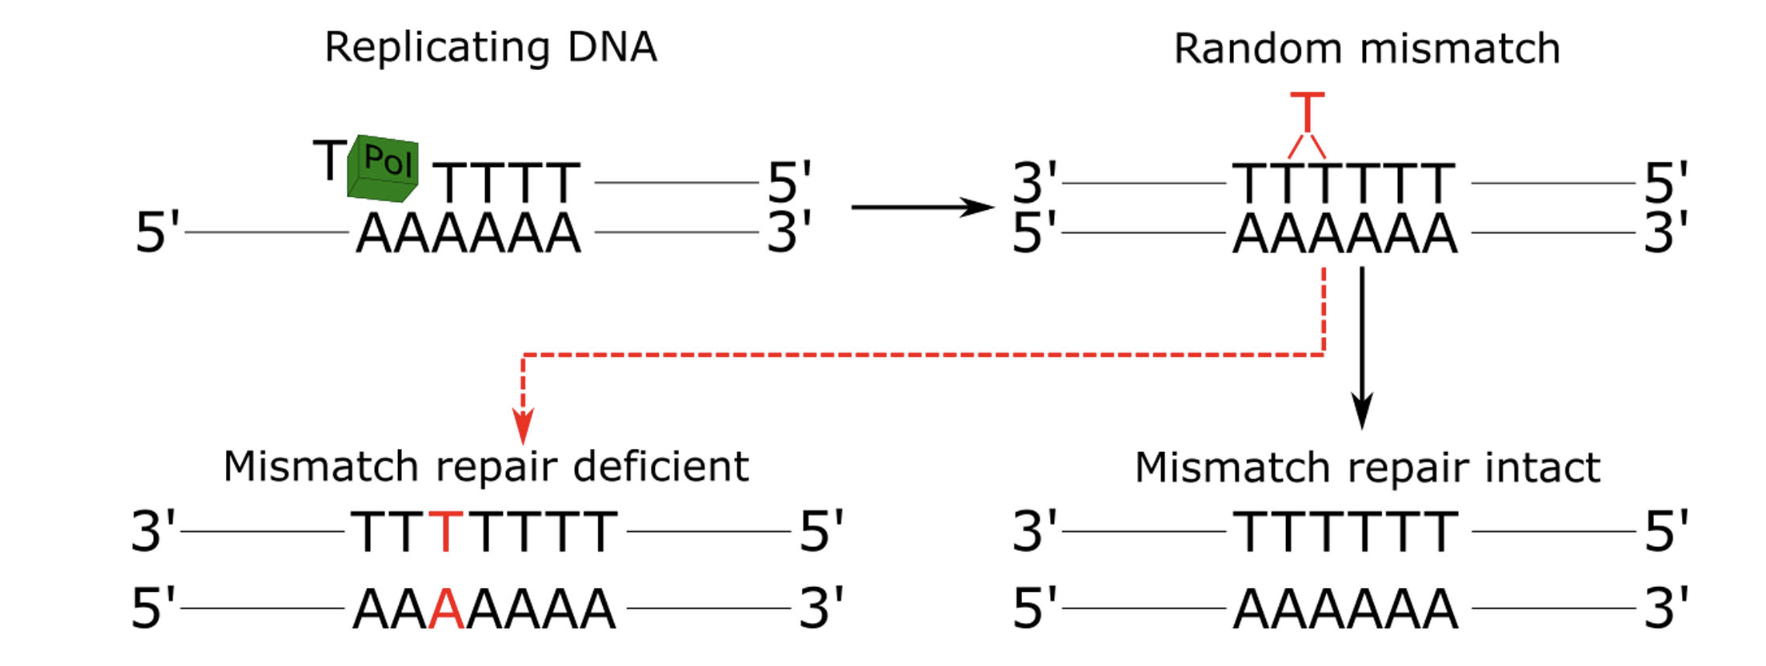 Replicating DNA
T Pol TTTT 5'
5' AAAAAA 3'
Random mismatch
T
3' TTTTTT 5'
5' AAAAAA 3'
Mismatch repair deficient
3' TTTTTTT 5'
5' AAAAAAA 3'
Mismatch repair intact
3' TTTTTT 5'
5' AAAAAA 3'